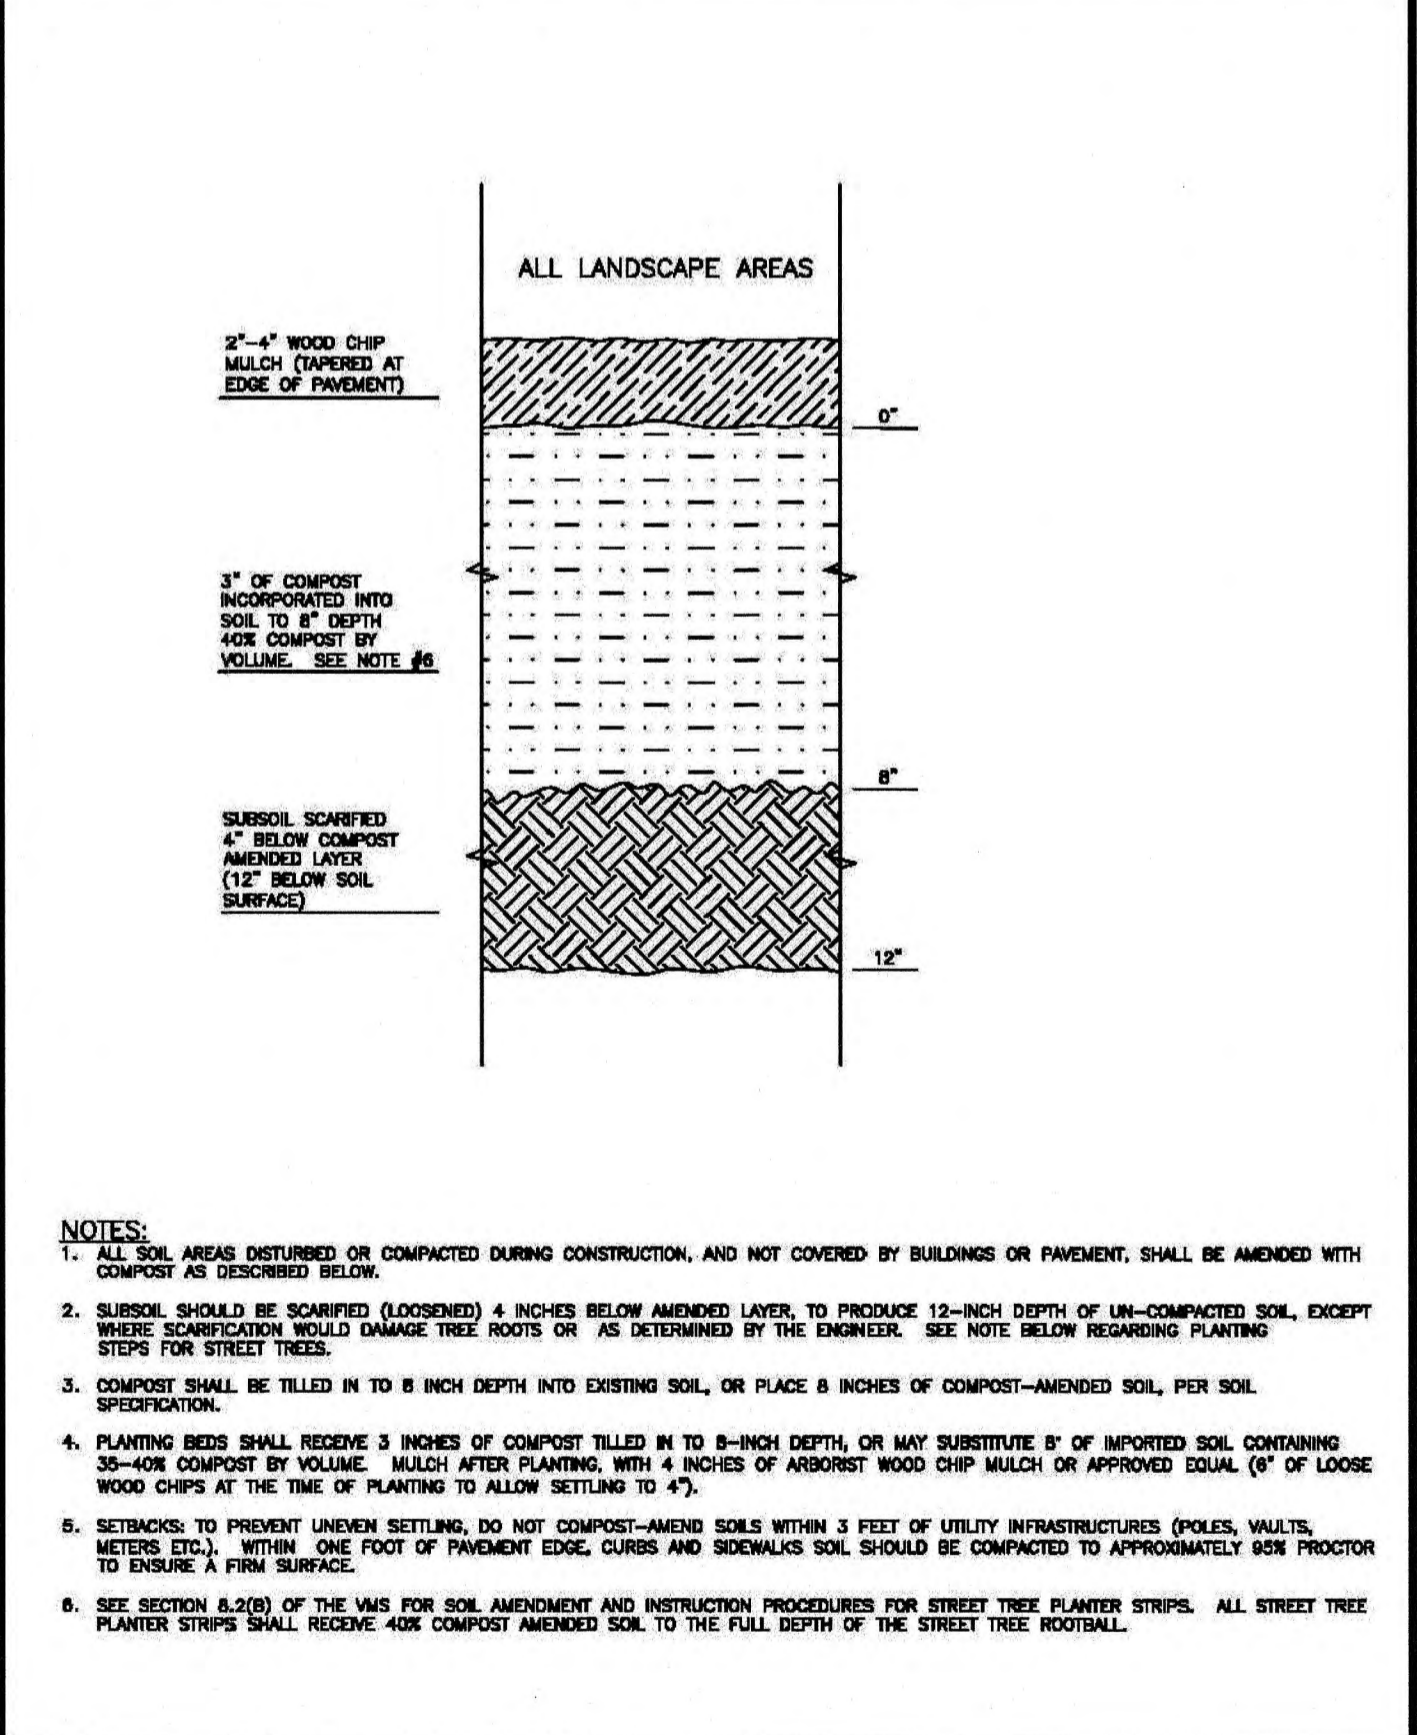 ALL LANDSCAPE AREAS
2"-4" WOOD CHIP
MULCH (TAPERED AT
EDGE OF PAVEMENT)
0"
3" OF COMPOST
INCORPORATED INTO
SOIL TO 8" DEPTH
40% COMPOST BY
VOLUME. SEE NOTE #6
8"
SUBSOIL SCARIFIED
4" BELOW COMPOST
AMENDED LAYER
(12" BELOW SOIL
SURFACE)
12"
NOTES:
1. ALL SOIL AREAS DISTURBED OR COMPACTED DURING CONSTRUCTION, AND NOT COVERED BY BUILDINGS OR PAVEMENT, SHALL BE AMENDED WITH
COMPOST AS DESCRIBED BELOW.
2. SUBSOIL SHOULD BE SCARIFIED (LOOSENED) 4 INCHES BELOW AMENDED LAYER, TO PRODUCE 12-INCH DEPTH OF UN-COMPACTED SOIL, EXCEPT
WHERE SCARIFICATION WOULD DAMAGE TREE ROOTS OR AS DETERMINED BY THE ENGINEER. SEE NOTE BELOW REGARDING PLANTING
STEPS FOR STREET TREES.
3. COMPOST SHALL BE TILLED IN TO 8 INCH DEPTH INTO EXISTING SOIL, OR PLACE 8 INCHES OF COMPOST-AMENDED SOIL, PER SOIL
SPECIFICATION.
4. PLANTING BEDS SHALL RECEIVE 3 INCHES OF COMPOST TILLED IN TO 8-INCH DEPTH, OR MAY SUBSTITUTE 8" OF IMPORTED SOIL CONTAINING
35-40% COMPOST BY VOLUME. MULCH AFTER PLANTING, WITH 4 INCHES OF ARBORIST WOOD CHIP MULCH OR APPROVED EQUAL (6" OF LOOSE
WOOD CHIPS AT THE TIME OF PLANTING TO ALLOW SETTLING TO 4").
5. SETBACKS: TO PREVENT UNEVEN SETTLING, DO NOT COMPOST-AMEND SOILS WITHIN 3 FEET OF UTILITY INFRASTRUCTURES (POLES, VAULTS,
METERS ETC.). WITHIN ONE FOOT OF PAVEMENT EDGE, CURBS AND SIDEWALKS SOIL SHOULD BE COMPACTED TO APPROXIMATELY 95% PROCTOR
TO ENSURE A FIRM SURFACE.
6. SEE SECTION 8.2(B) OF THE VMS FOR SOIL AMENDMENT AND INSTRUCTION PROCEDURES FOR STREET TREE PLANTER STRIPS. ALL STREET TREE
PLANTER STRIPS SHALL RECEIVE 40% COMPOST AMENDED SOIL TO THE FULL DEPTH OF THE STREET TREE ROOTBALL.